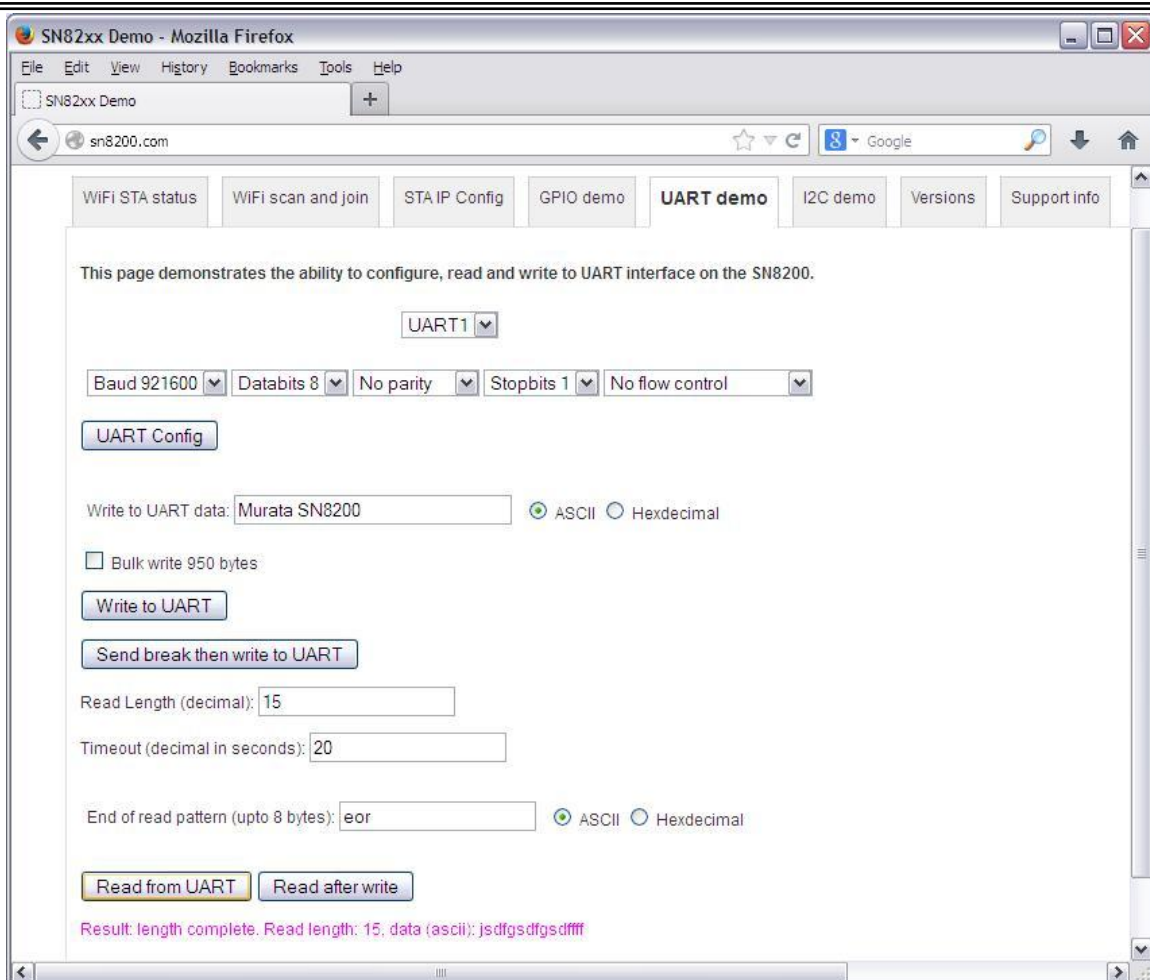 SN82xx Demo - Mozilla Firefox
File Edit View History Bookmarks Tools Help
SN82xx Demo +
sn8200.com 8 Google
WiFi STA status WiFi scan and join STA IP Config GPIO demo UART demo I2C demo Versions Support info
This page demonstrates the ability to configure, read and write to UART interface on the SN8200.
UART1
Baud 921600 Databits 8 No parity Stopbits 1 No flow control
UART Config
Write to UART data: Murata SN8200 ASCII Hexdecimal
Bulk write 950 bytes
Write to UART
Send break then write to UART
Read Length (decimal): 15
Timeout (decimal in seconds): 20
End of read pattern (upto 8 bytes): eor ASCII Hexdecimal
Read from UART Read after write
Result: length complete. Read length: 15, data (ascii): jsdfgsdfgsdffff